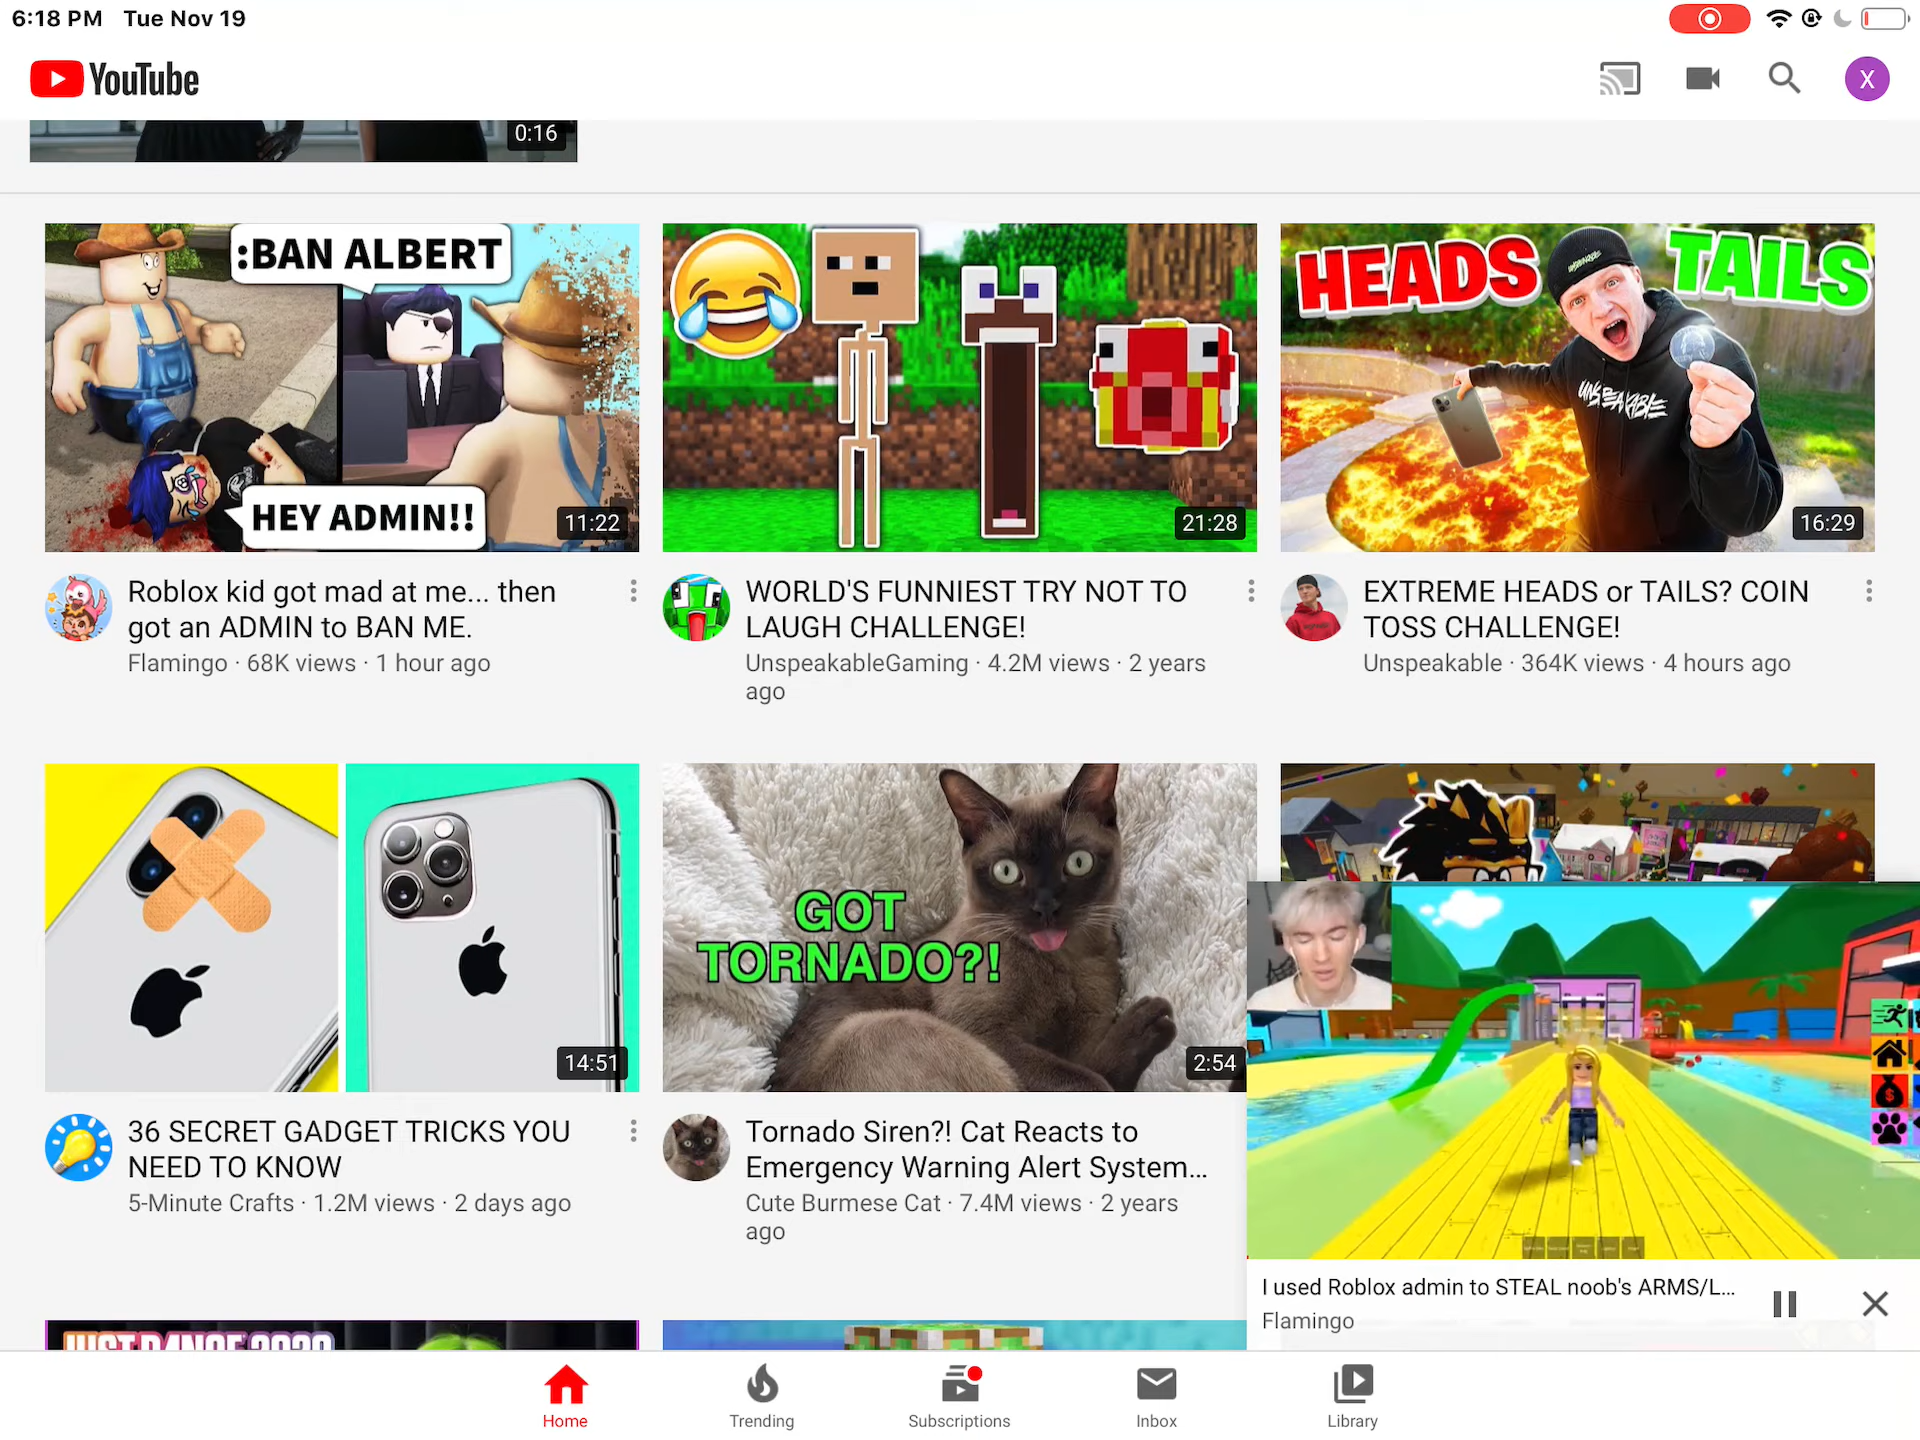 6:18 PM Tue Nov 19
YouTube
X
0:16
:BAN ALBERT
HEY ADMIN!!
11:22
21:28
HEADS TAILS
UNSPEAKABLE
16:29
Roblox kid got mad at me... then
got an ADMIN to BAN ME.
Flamingo · 68K views · 1 hour ago
WORLD'S FUNNIEST TRY NOT TO
LAUGH CHALLENGE!
UnspeakableGaming · 4.2M views · 2 years
ago
EXTREME HEADS or TAILS? COIN
TOSS CHALLENGE!
Unspeakable · 364K views · 4 hours ago
14:51
GOT
TORNADO?!
2:54
36 SECRET GADGET TRICKS YOU
NEED TO KNOW
5-Minute Crafts · 1.2M views · 2 days ago
Tornado Siren?! Cat Reacts to
Emergency Warning Alert System...
Cute Burmese Cat · 7.4M views · 2 years
ago
I used Roblox admin to STEAL noob's ARMS/L...
Flamingo
JUST DANCE 2020
Home
Trending
Subscriptions
Inbox
Library